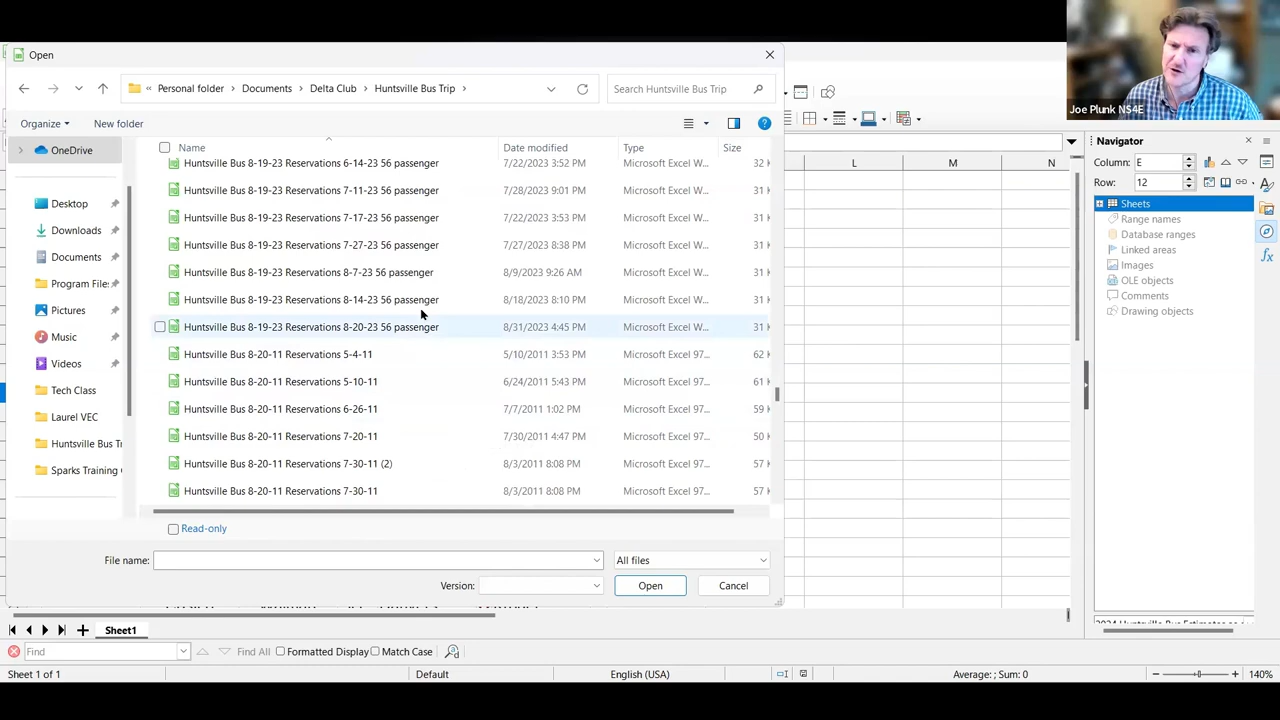 Open
Joe Plunk NS4E
« Personal folder > Documents > Delta Club > Huntsville Bus Trip >
Search Huntsville Bus Trip
Organize
New folder
OneDrive
Desktop
Downloads
Documents
Program Files
Pictures
Music
Videos
Tech Class
Laurel VEC
Huntsville Bus Tr
Sparks Training
Name Date modified Type Size
Huntsville Bus 8-19-23 Reservations 6-14-23 56 passenger 7/22/2023 3:52 PM Microsoft Excel W... 32 K
Huntsville Bus 8-19-23 Reservations 7-11-23 56 passenger 7/28/2023 9:01 PM Microsoft Excel W... 31 K
Huntsville Bus 8-19-23 Reservations 7-17-23 56 passenger 7/22/2023 3:53 PM Microsoft Excel W... 31 K
Huntsville Bus 8-19-23 Reservations 7-27-23 56 passenger 7/27/2023 8:38 PM Microsoft Excel W... 31 K
Huntsville Bus 8-19-23 Reservations 8-7-23 56 passenger 8/9/2023 9:26 AM Microsoft Excel W... 31 K
Huntsville Bus 8-19-23 Reservations 8-14-23 56 passenger 8/18/2023 8:10 PM Microsoft Excel W... 31 K
Huntsville Bus 8-19-23 Reservations 8-20-23 56 passenger 8/31/2023 4:45 PM Microsoft Excel W... 31 K
Huntsville Bus 8-20-11 Reservations 5-4-11 5/10/2011 3:53 PM Microsoft Excel 97... 62 K
Huntsville Bus 8-20-11 Reservations 5-10-11 6/24/2011 5:43 PM Microsoft Excel 97... 61 K
Huntsville Bus 8-20-11 Reservations 6-26-11 7/7/2011 1:02 PM Microsoft Excel 97... 59 K
Huntsville Bus 8-20-11 Reservations 7-20-11 7/30/2011 4:47 PM Microsoft Excel 97... 50 K
Huntsville Bus 8-20-11 Reservations 7-30-11 (2) 8/3/2011 8:08 PM Microsoft Excel 97... 57 K
Huntsville Bus 8-20-11 Reservations 7-30-11 8/3/2011 8:08 PM Microsoft Excel 97... 57 K
Read-only
File name:
All files
Version:
Open
Cancel
L M N
Navigator
Column: E
Row: 12
Sheets
Range names
Database ranges
Linked areas
Images
OLE objects
Comments
Drawing objects
Sheet1
Find
Find All
Formatted Display
Match Case
Sheet 1 of 1
Default
English (USA)
Average: ; Sum: 0
140%